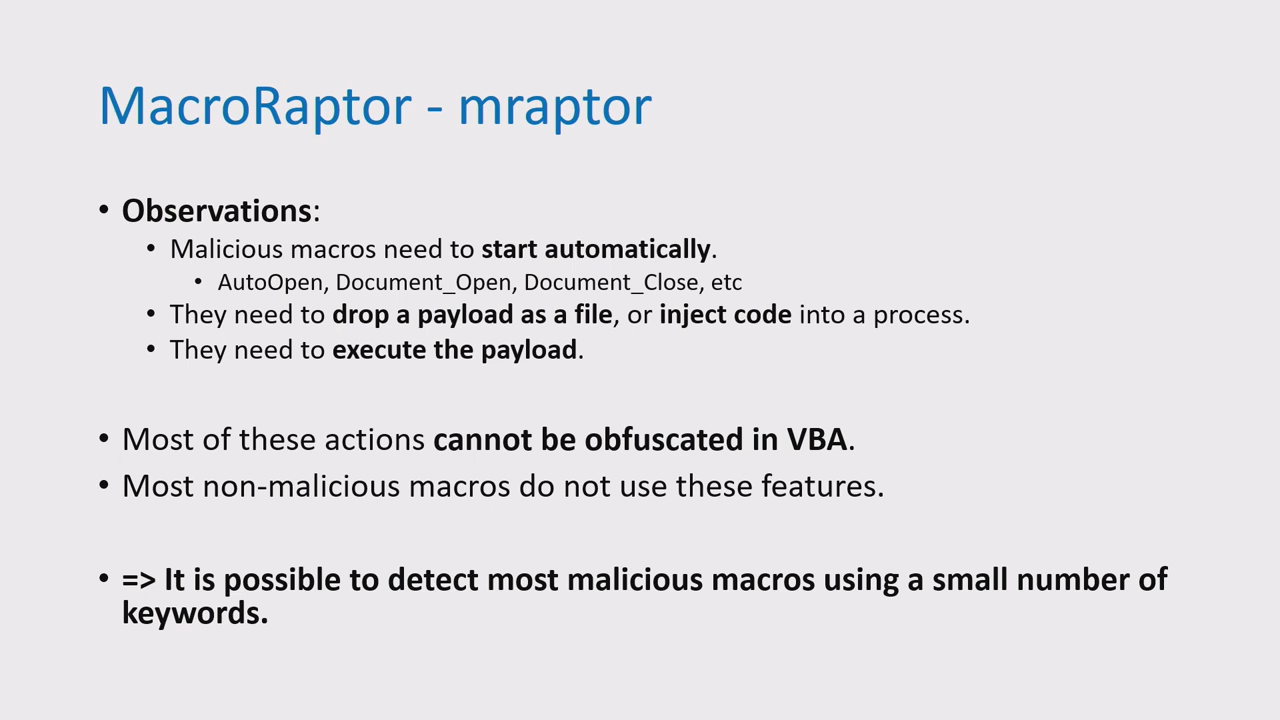 MacroRaptor - mraptor
• Observations:
• Malicious macros need to start automatically.
• AutoOpen, Document_Open, Document_Close, etc
• They need to drop a payload as a file, or inject code into a process.
• They need to execute the payload.
• Most of these actions cannot be obfuscated in VBA.
• Most non-malicious macros do not use these features.
• => It is possible to detect most malicious macros using a small number of
keywords.